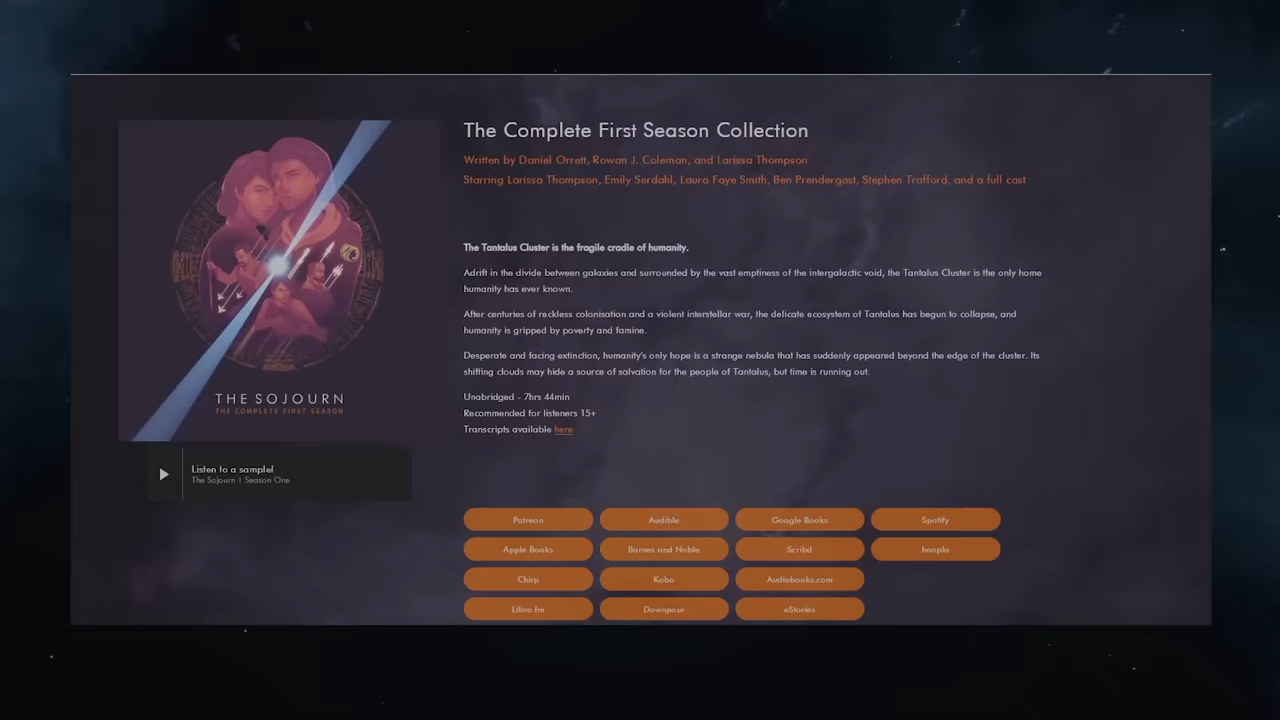 The Complete First Season Collection
Written by Daniel Orrett, Rowan J. Coleman, and Larissa Thompson
Starring Larissa Thompson, Emily Serdahl, Laura Faye Smith, Ben Prendergast, Stephen Trafford, and a full cast
The Tantalus Cluster is the fragile cradle of humanity.
Adrift in the divide between galaxies and surrounded by the vast emptiness of the intergalactic void, the Tantalus Cluster is the only home
humanity has ever known.
After centuries of reckless colonisation and a violent interstellar war, the delicate ecosystem of Tantalus has begun to collapse, and
humanity is gripped by poverty and famine.
Desperate and facing extinction, humanity's only hope is a strange nebula that has suddenly appeared beyond the edge of the cluster. Its
shifting clouds may hide a source of salvation for the people of Tantalus, but time is running out.
Unabridged - 7hrs 44min
Recommended for listeners 15+
Transcripts available here
THE SOJOURN
THE COMPLETE FIRST SEASON
Listen to a sample!
The Sojourn | Season One
Patreon Audible Google Books Spotify
Apple Books Barnes and Noble Scribd hoopla
Chirp Kobo Audiobooks.com
Libro.fm Downpour eStories